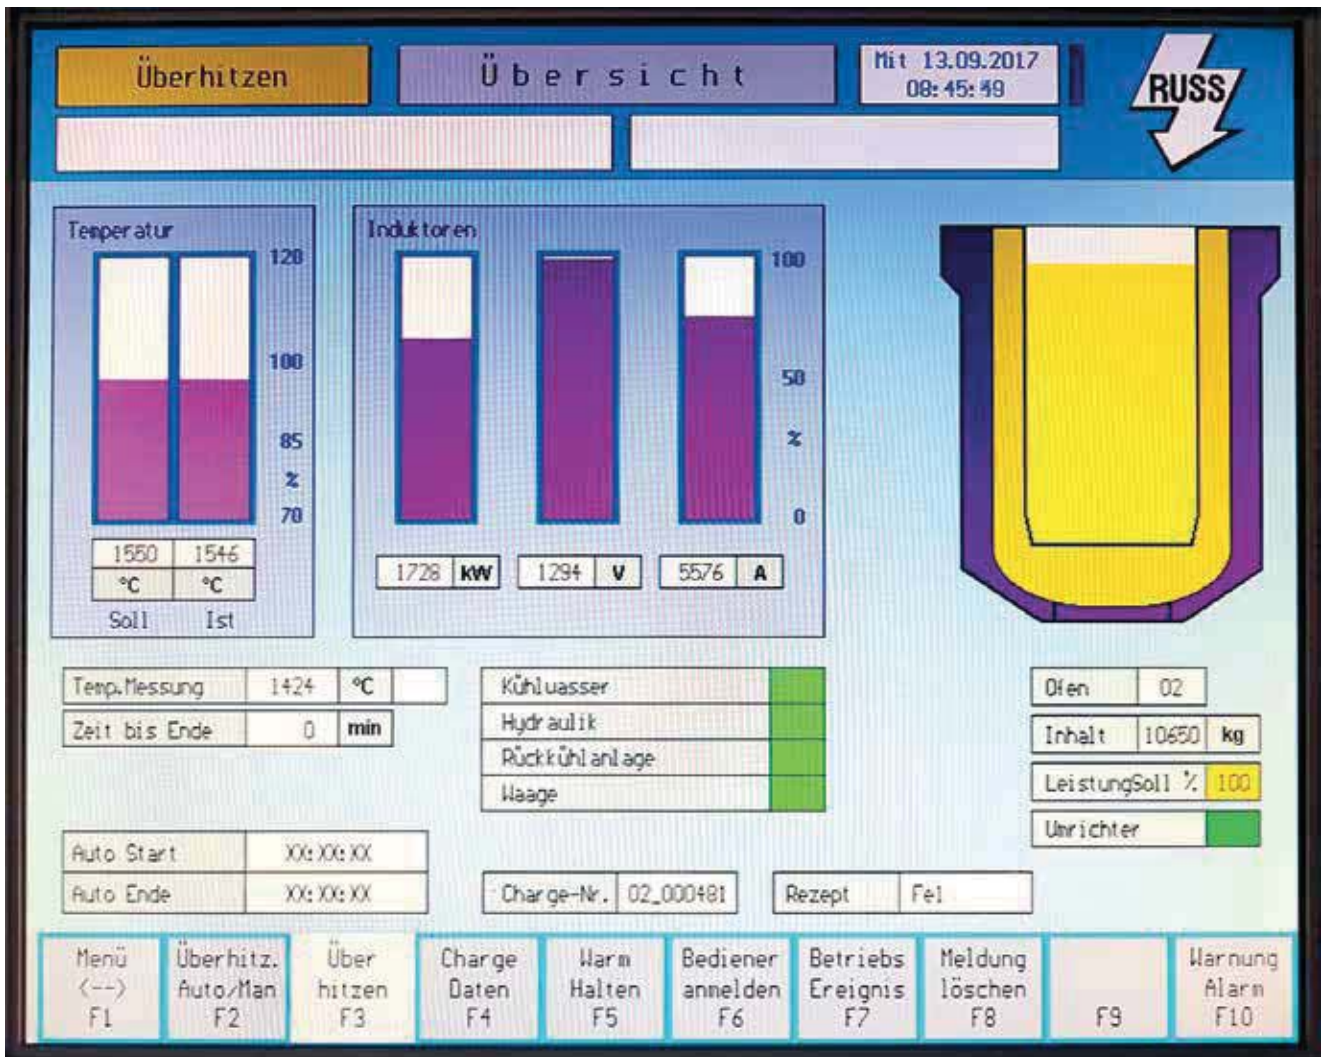 Überhitzen
Übersicht
Mit 13.09.2017
08:45:49
RUSS
Temperatur
120
100
85
%
70
1550 1546
°C °C
Soll Ist
Induktoren
100
50
%
0
1728 kW 1294 V 5576 A
Temp.Messung 1424 °C
Zeit bis Ende 0 min
Kühlwasser
Hydraulik
Rückkühlanlage
Waage
Ofen 02
Inhalt 10650 kg
LeistungSoll % 100
Umrichter
Auto Start XX:XX:XX
Auto Ende XX:XX:XX
Charge-Nr. 02_000481
Rezept Fe1
Menü
(--)
F1
Überhitz.
Auto/Man
F2
Über
hitzen
F3
Charge
Daten
F4
Warm
Halten
F5
Bediener
anmelden
F6
Betriebs
Ereignis
F7
Meldung
löschen
F8
F9
Warnung
Alarm
F10